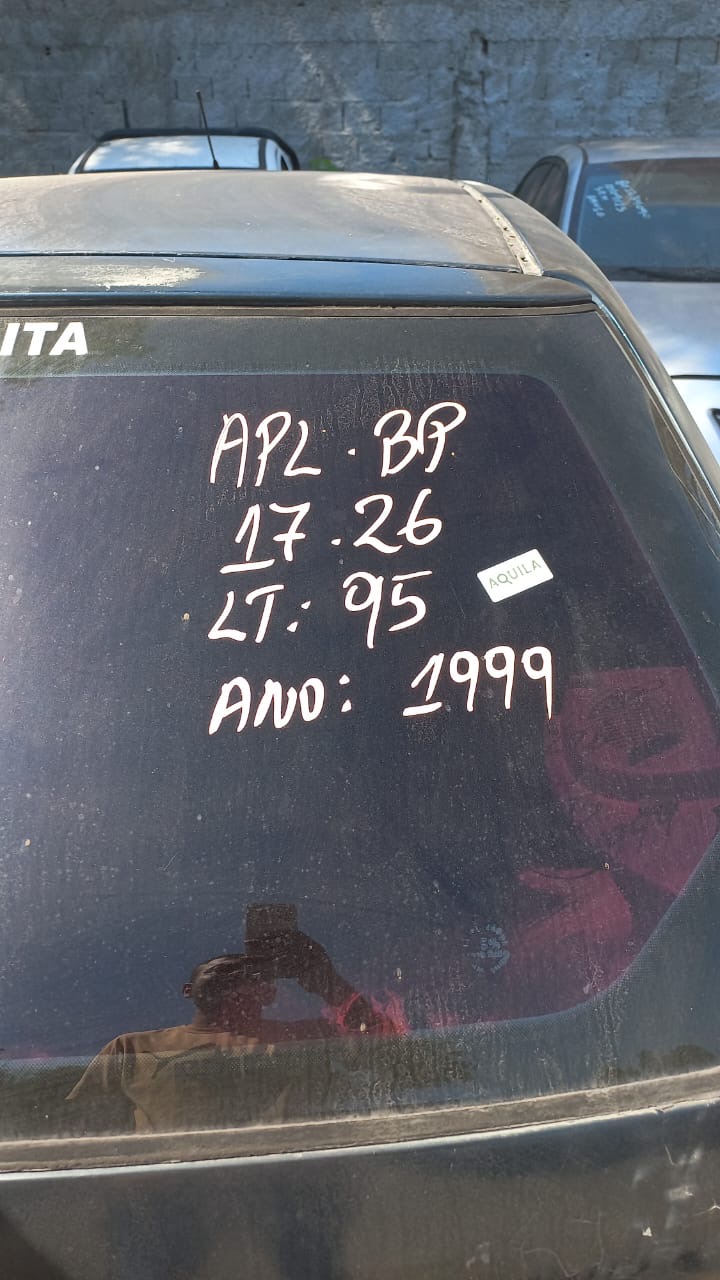 ITA
APL . BP
17.26
LT: 95
AQUILA
ANO: 1999